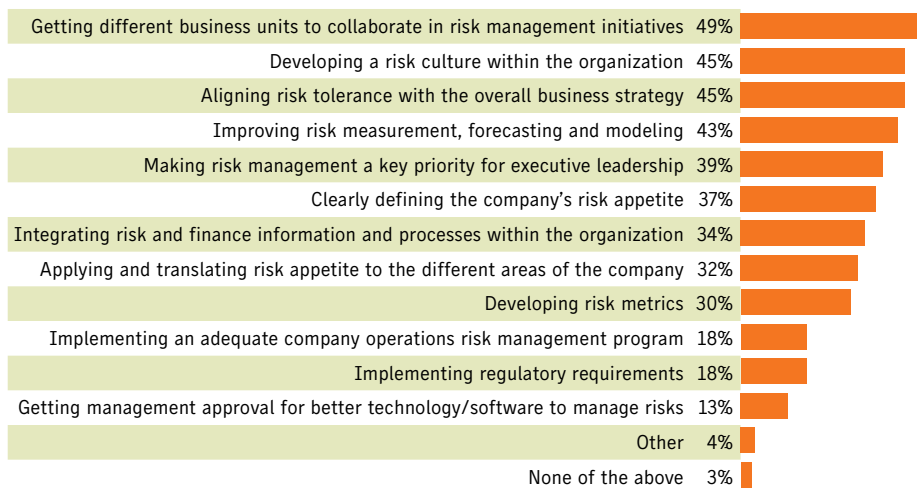 Getting different business units to collaborate in risk management initiatives 49%
Developing a risk culture within the organization 45%
Aligning risk tolerance with the overall business strategy 45%
Improving risk measurement, forecasting and modeling 43%
Making risk management a key priority for executive leadership 39%
Clearly defining the company's risk appetite 37%
Integrating risk and finance information and processes within the organization 34%
Applying and translating risk appetite to the different areas of the company 32%
Developing risk metrics 30%
Implementing an adequate company operations risk management program 18%
Implementing regulatory requirements 18%
Getting management approval for better technology/software to manage risks 13%
Other 4%
None of the above 3%